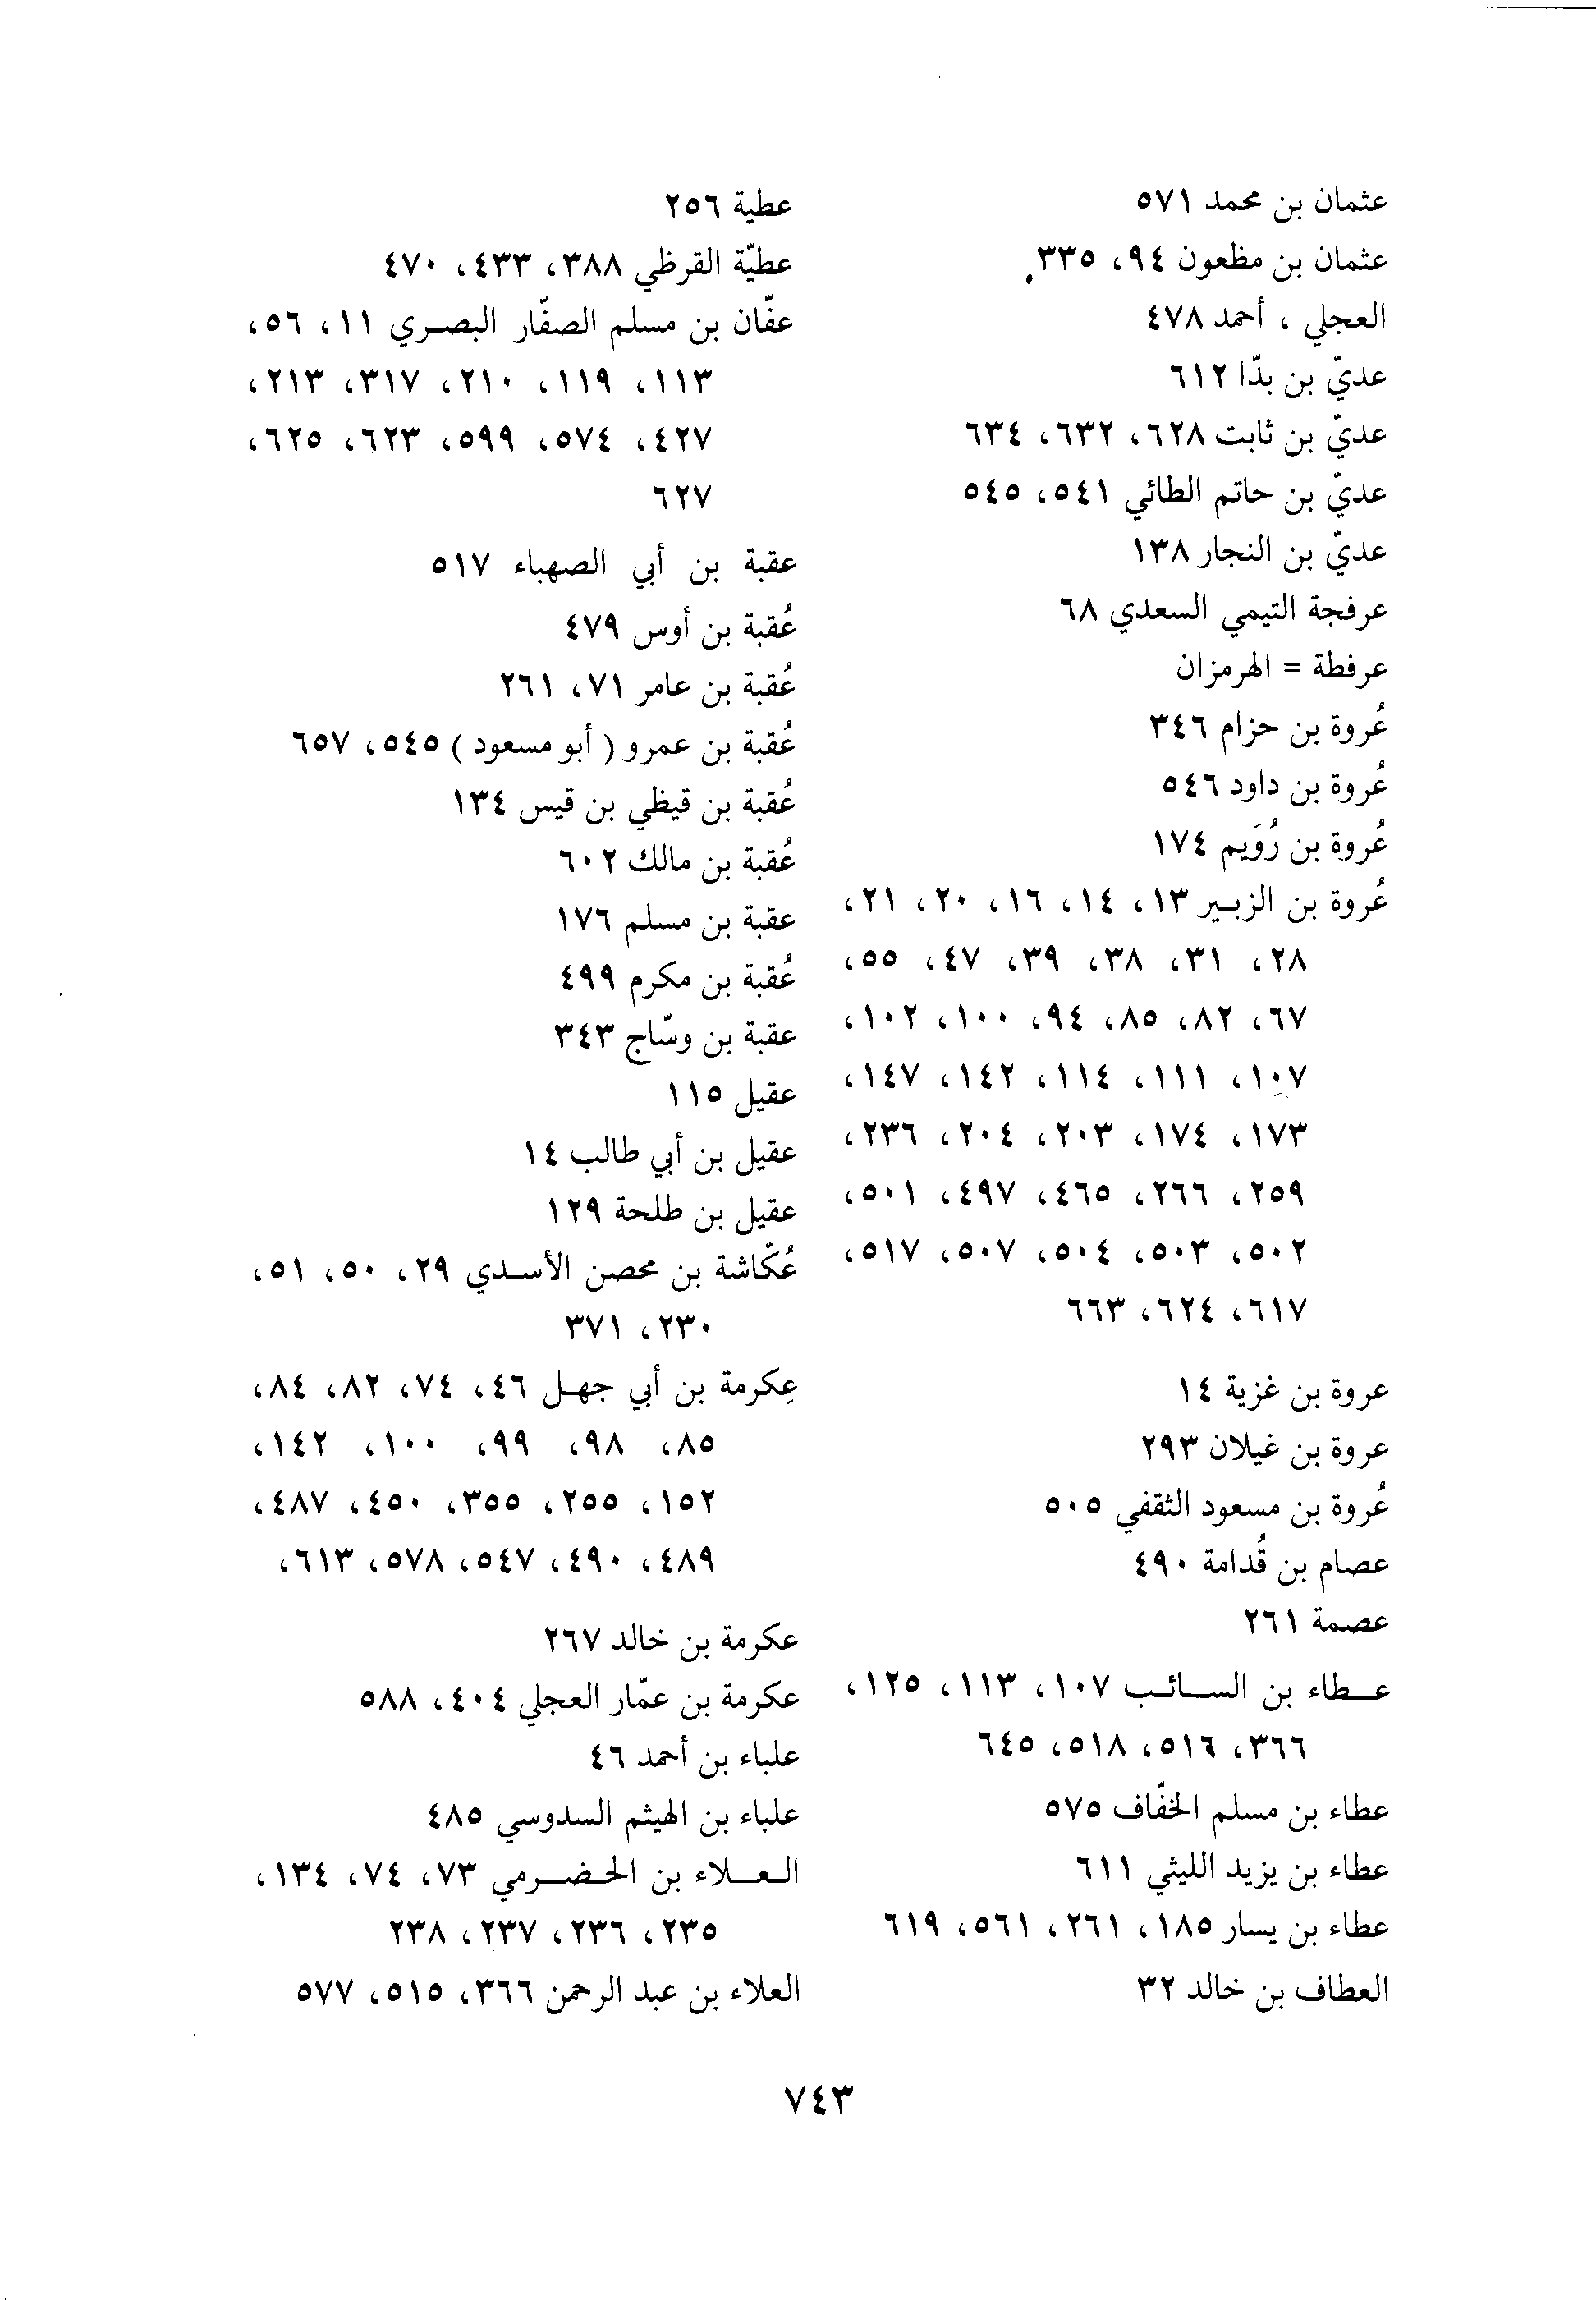 عثمان بن محمد ٥٧١
عثمان بن مظعون ٩٤، ٣٣٥.
العجلي ، أحمد ٤٧٨
عديّ بن بدّا ٦١٢
عديّ بن ثابت ٦٢٨، ٦٣٢، ٦٣٤
عديّ بن حاتم الطائي ٥٤١، ٥٤٥
عديّ بن النجار ١٣٨
عرفجة التيمي السعدي ٦٨
عرفطة = الهرمزان
عُروة بن حزام ٣٤٦
عُروة بن داود ٥٤٦
عُروة بن رُوَيم ١٧٤
عُروة بن الزبير ١٣، ١٤، ١٦، ٢٠، ٢١،
٢٨، ٣١، ٣٨، ٣٩، ٤٧، ٥٥،
٦٧، ٨٢، ٨٥، ٩٤، ١٠٠، ١٠٢،
١٠٧، ١١١، ١١٤، ١٤٢، ١٤٧،
١٧٣، ١٧٤، ٢٠٣، ٢٠٤، ٢٣٦،
٢٥٩، ٢٦٦، ٤٦٥، ٤٩٧، ٥٠١،
٥٠٢، ٥٠٣، ٥٠٤، ٥٠٧، ٥١٧،
٦١٧، ٦٢٤، ٦٦٣
عروة بن غزية ١٤
عروة بن غيلان ٢٩٣
عُروة بن مسعود الثقفي ٥٠٥
عصام بن قُدامة ٤٩٠
عصمة ٢٦١
عطاء بن السائب ١٠٧، ١١٣، ١٢٥،
٣٦٦، ٥١٦، ٥١٨، ٦٤٥
عطاء بن مسلم الخفّاف ٥٧٥
عطاء بن يزيد الليثي ٦١١
عطاء بن يسار ١٨٥، ٢٦١، ٥٦١، ٦١٩
العطاف بن خالد ٣٢
عطية ٢٥٦
عطيّة القرظي ٣٨٨، ٤٣٣، ٤٧٠
عفّان بن مسلم الصفّار البصري ١١، ٥٦،
١١٣، ١١٩، ٢١٠، ٣١٧، ٢١٣،
٤٢٧، ٥٧٤، ٥٩٩، ٦٢٣، ٦٢٥،
٦٢٧
عقبة بن أبي الصهباء ٥١٧
عُقبة بن أوس ٤٧٩
عُقبة بن عامر ٧١، ٢٦١
عُقبة بن عمرو ( أبو مسعود ) ٥٤٥، ٦٥٧
عُقبة بن قيظي بن قيس ١٣٤
عُقبة بن مالك ٦٠٢
عقبة بن مسلم ١٧٦
عُقبة بن مكرم ٤٩٩
عقبة بن وسّاج ٣٤٣
عقيل ١١٥
عقيل بن أبي طالب ١٤
عقيل بن طلحة ١٢٩
عُكّاشة بن محصن الأسدي ٢٩، ٥٠، ٥١،
٢٣٠، ٣٧١
عِكرمة بن أبي جهل ٤٦، ٧٤، ٨٢، ٨٤،
٨٥، ٩٨، ٩٩، ١٠٠، ١٤٢،
١٥٢، ٢٥٥، ٣٥٥، ٤٥٠، ٤٨٧،
٤٨٩، ٤٩٠، ٥٤٧، ٥٧٨، ٦١٣،
عكرمة بن خالد ٢٦٧
عكرمة بن عمّار العجلي ٤٠٤، ٥٨٨
علباء بن أحمد ٤٦
علباء بن الهيثم السدوسي ٤٨٥
العلاء بن الحضرمي ٧٣، ٧٤، ١٣٤،
٢٣٥، ٢٣٦، ٢٣٧، ٢٣٨
العلاء بن عبد الرحمن ٣٦٦، ٥١٥، ٥٧٧
٧٤٣